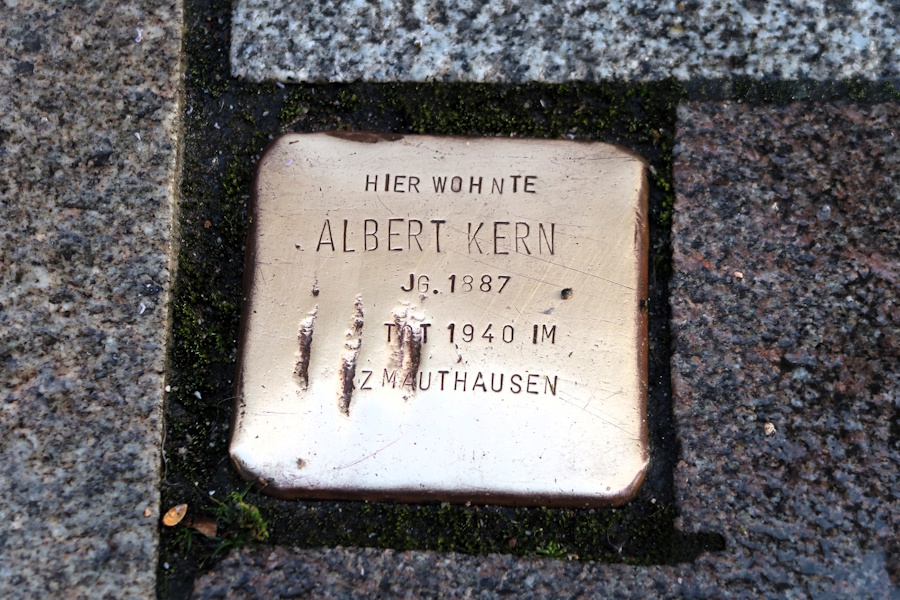 HIER WOHNTE
ALBERT KERN
JG. 1887
TOT 1940 IM
KZ MAUTHAUSEN